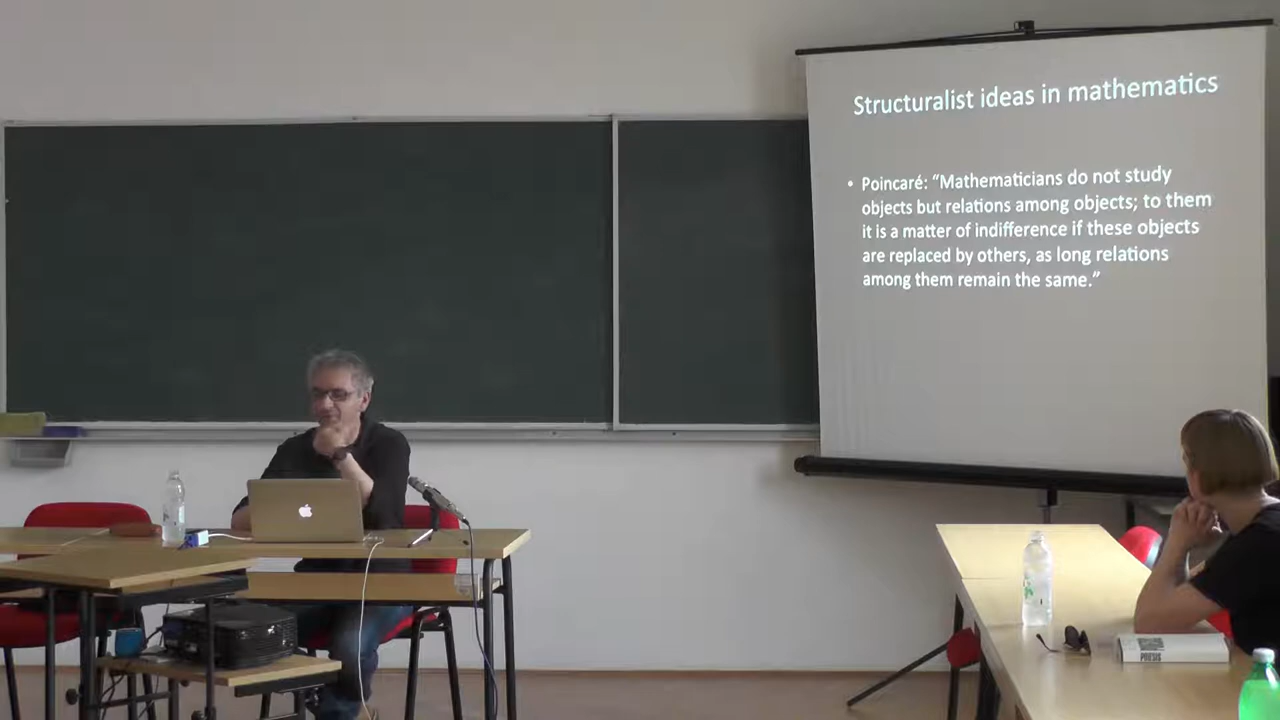 Structuralist ideas in mathematics
• Poincaré: “Mathematicians do not study
objects but relations among objects; to them
it is a matter of indifference if these objects
are replaced by others, as long relations
among them remain the same.”